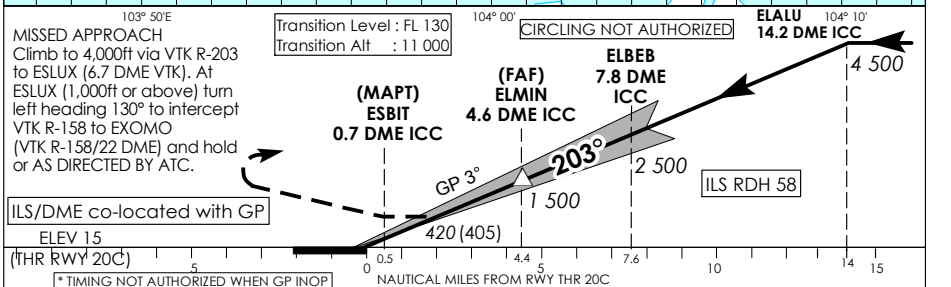 103° 50'E
104° 00'
104° 10'
MISSED APPROACH
Climb to 4,000ft via VTK R-203
to ESLUX (6.7 DME VTK). At
ESLUX (1,000ft or above) turn
left heading 130° to intercept
VTK R-158 to EXOMO
(VTK R-158/22 DME) and hold
or AS DIRECTED BY ATC.
Transition Level : FL 130
Transition Alt : 11 000
CIRCLING NOT AUTHORIZED
ELALU
14.2 DME ICC
4 500
ELBEB
7.8 DME
ICC
(FAF)
ELMIN
4.6 DME ICC
(MAPT)
ESBIT
0.7 DME ICC
GP 3°
203°
2 500
1 500
ILS RDH 58
420 (405)
ILS/DME co-located with GP
ELEV 15
(THR RWY 20C)
5
0
0.5
4.4
5
7.6
10
14
15
* TIMING NOT AUTHORIZED WHEN GP INOP
NAUTICAL MILES FROM RWY THR 20C